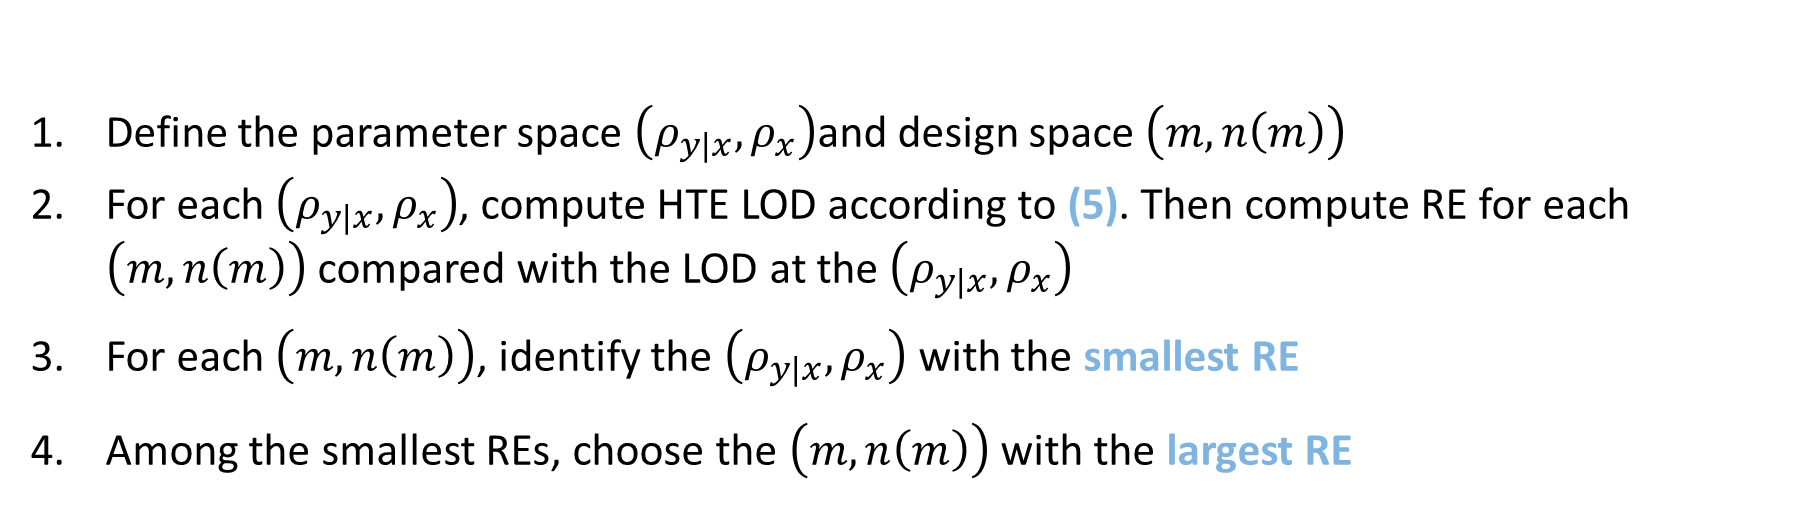 1. Define the parameter space (ρ_{y|x}, ρ_x)and design space (m, n(m))
2. For each (ρ_{y|x}, ρ_x), compute HTE LOD according to (5). Then compute RE for each
(m, n(m)) compared with the LOD at the (ρ_{y|x}, ρ_x)
3. For each (m, n(m)), identify the (ρ_{y|x}, ρ_x) with the smallest RE
4. Among the smallest REs, choose the (m, n(m)) with the largest RE